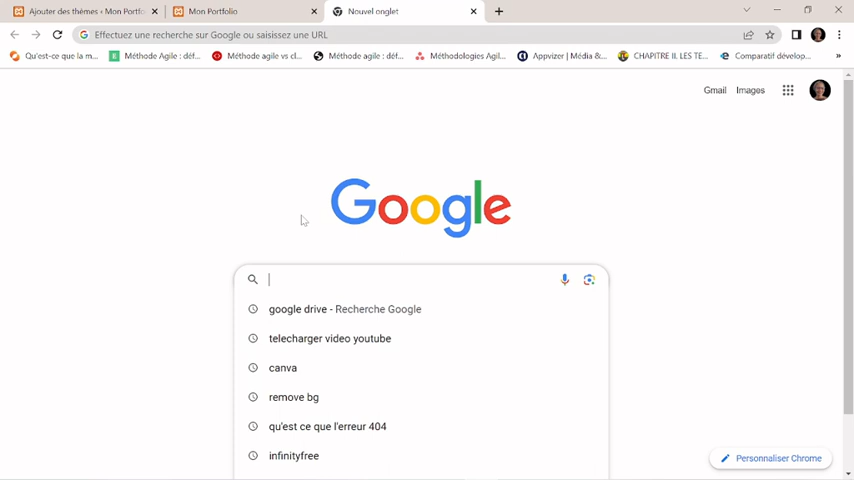 Ajouter des thèmes ‹ Mon Portfo
Mon Portfolio
Nouvel onglet
Effectuez une recherche sur Google ou saisissez une URL
Qu'est-ce que la m...
Méthode Agile : déf...
Méthode agile vs cl...
Méthode agile : déf...
Méthodologies Agil...
Appvizer | Média &...
CHAPITRE II. LES TE...
Comparatif dévelop...
Gmail
Images
Google
google drive - Recherche Google
telecharger video youtube
canva
remove bg
qu'est ce que l'erreur 404
infinityfree
Personnaliser Chrome